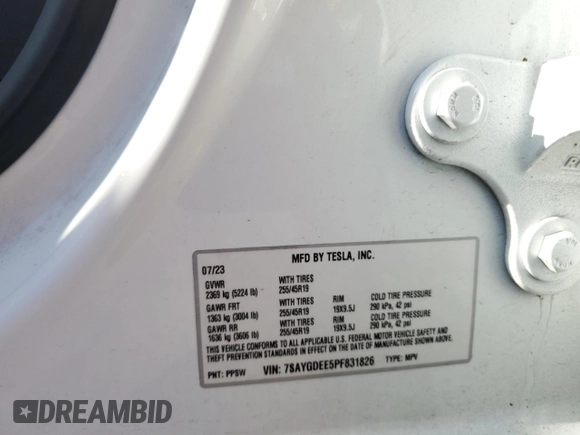 MFD BY TESLA, INC.
07/23
GVWR WITH TIRES
2369 kg (5224 lb) 255/45R19
GAWR FRT WITH TIRES RIM COLD TIRE PRESSURE
1363 kg (3004 lb) 255/45R19 19X9.5J 290 kPa, 42 psi
GAWR RR WITH TIRES RIM COLD TIRE PRESSURE
1636 kg (3606 lb) 255/45R19 19X9.5J 290 kPa, 42 psi
THIS VEHICLE CONFORMS TO ALL APPLICABLE U.S. FEDERAL MOTOR VEHICLE SAFETY AND
THEFT PREVENTION STANDARDS IN EFFECT ON THE DATE OF MANUFACTURE SHOWN ABOVE.
PNT: PPSW VIN: 7SAYGDEE5PF831826 TYPE: MPV
DREAMBID